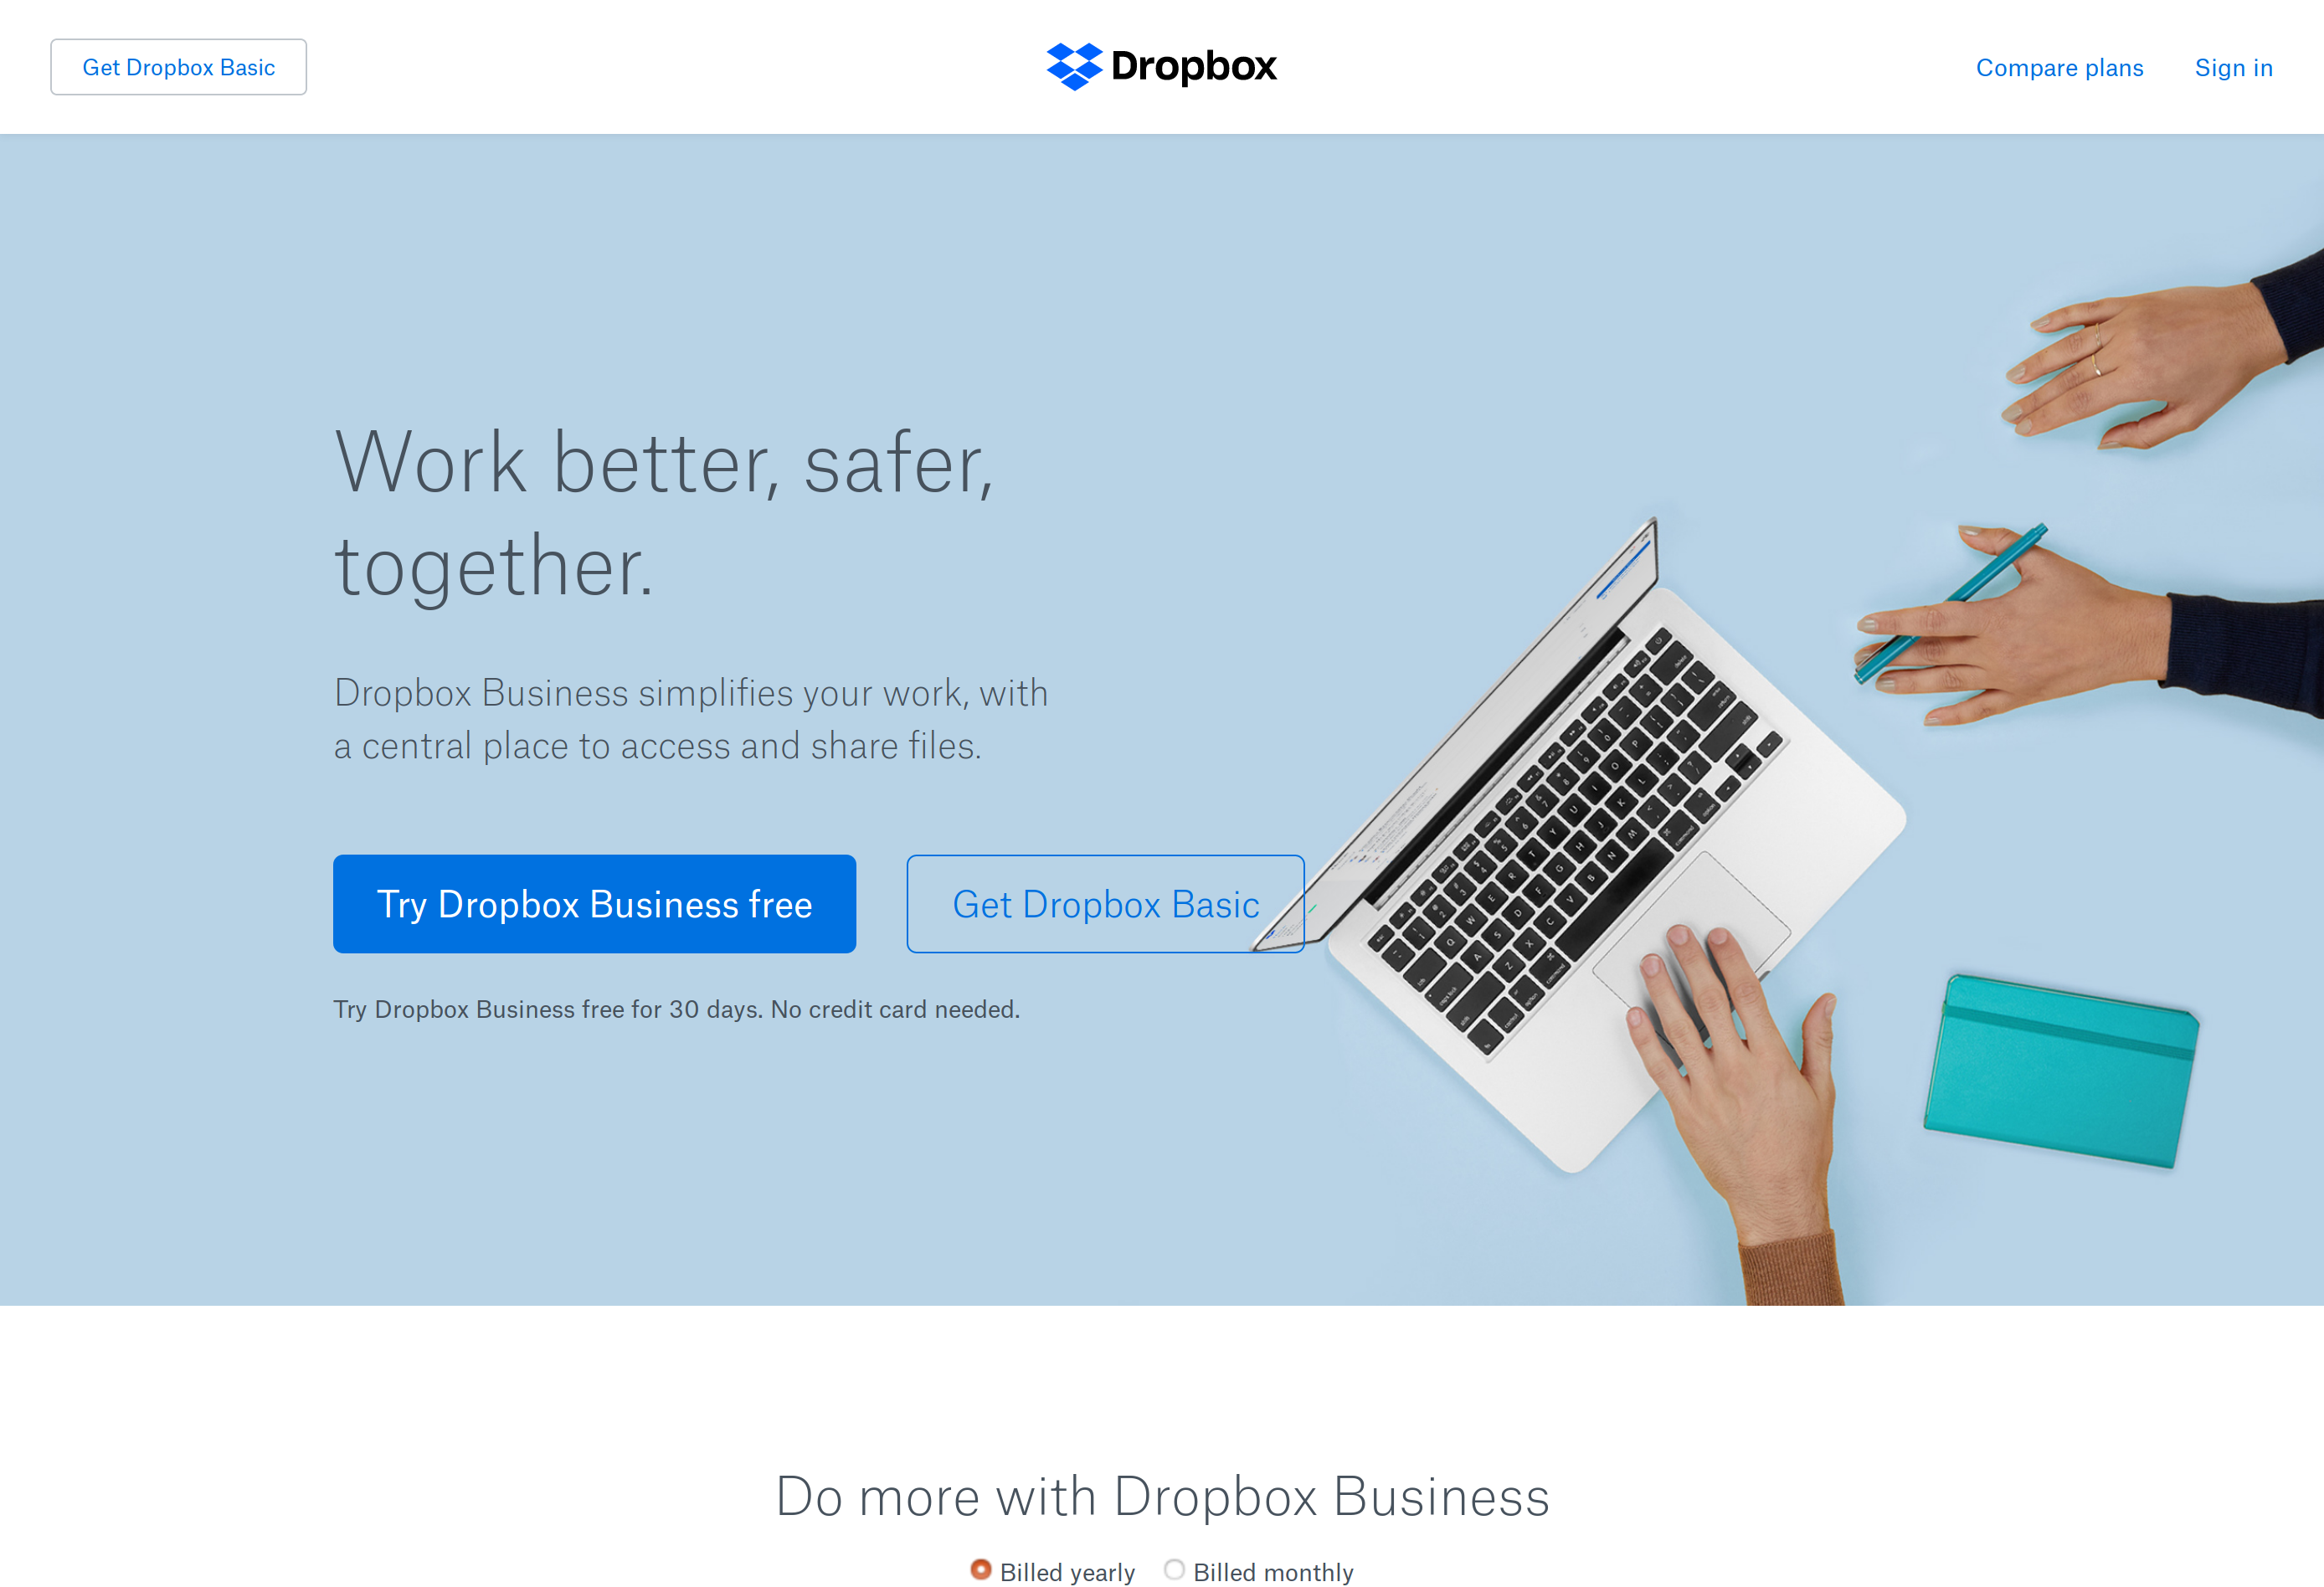 Get Dropbox Basic
Dropbox
Compare plans
Sign in
Work better, safer,
together.
Dropbox Business simplifies your work, with
a central place to access and share files.
Try Dropbox Business free
Get Dropbox Basic
Try Dropbox Business free for 30 days. No credit card needed.
Do more with Dropbox Business
Billed yearly
Billed monthly